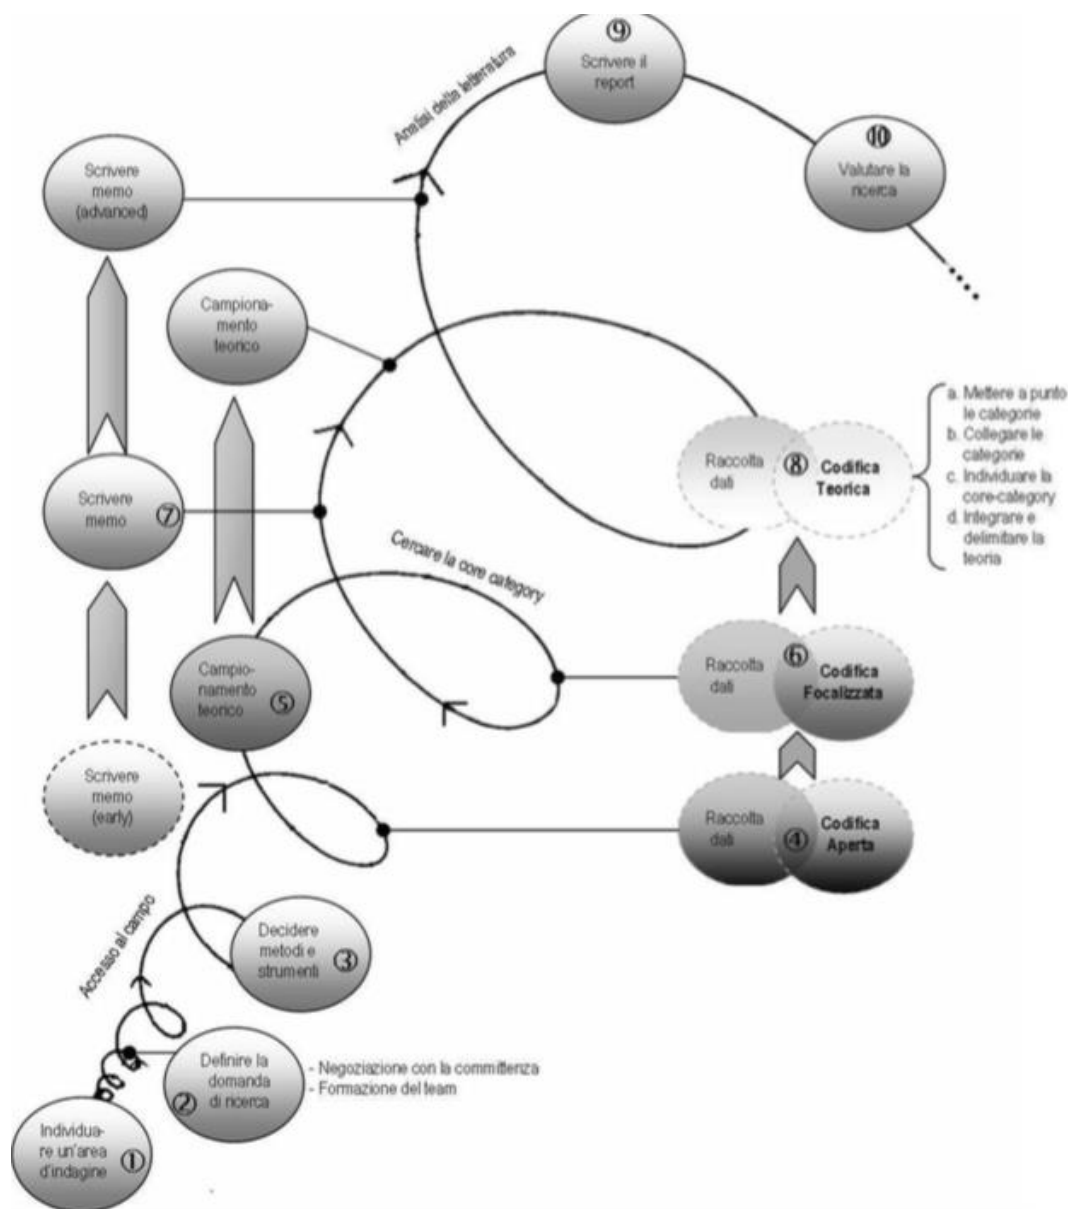 ⑨
Scrivere il
report
Analisi della letteratura
⑩
Valutare la
ricerca
Scrivere
memo
(advanced)
Campiona-
mento
teorico
a. Mettere a punto
le categorie
b. Collegare le
categorie
c. Individuare la
core-category
d. Integrare e
delimitare la
teoria
Raccolta
dati
⑧
Codifica
Teorica
Scrivere
memo
⑦
Cercare la core category
Campio-
namento
teorico
⑤
Raccolta
dati
⑥
Codifica
Focalizzata
Scrivere
memo
(early)
Raccolta
dati
④
Codifica
Aperta
Accesso al campo
Decidere
metodi e
strumenti
③
Definire la
domanda
di ricerca
②
- Negoziazione con la committenza
- Formazione del team
Individua-
re un'area
d'indagine
①